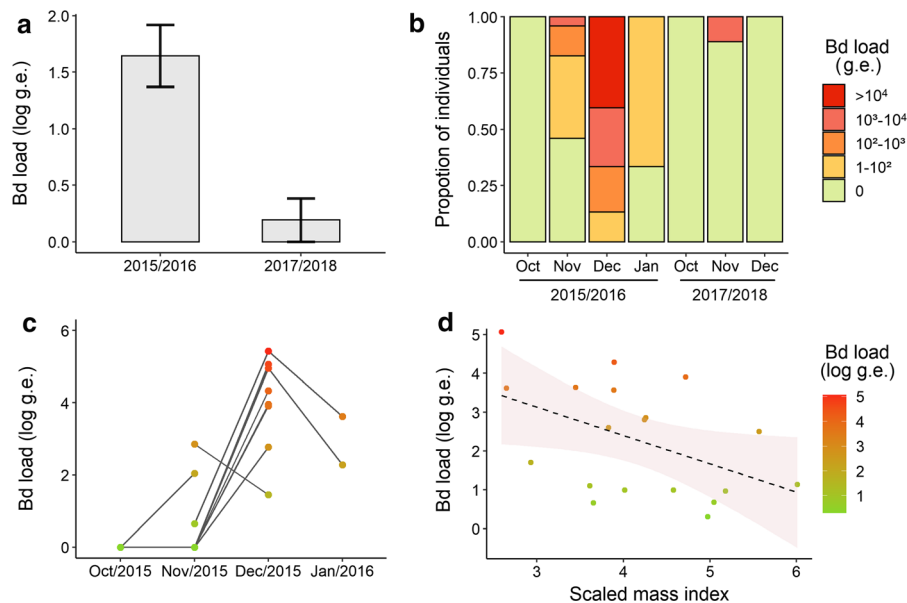 a
Bd load (log g.e.)
2.0
1.5
1.0
0.5
0.0
2015/2016 2017/2018
b
Propotion of individuals
1.00
0.75
0.50
0.25
0.00
Oct Nov Dec Jan Oct Nov Dec
2015/2016 2017/2018
Bd load
(g.e.)
>10⁴
10³-10⁴
10²-10³
1-10²
0
c
Bd load (log g.e.)
6
4
2
0
Oct/2015 Nov/2015 Dec/2015 Jan/2016
d
Bd load (log g.e.)
5
4
3
2
1
0
3 4 5 6
Scaled mass index
Bd load
(log g.e.)
5
4
3
2
1